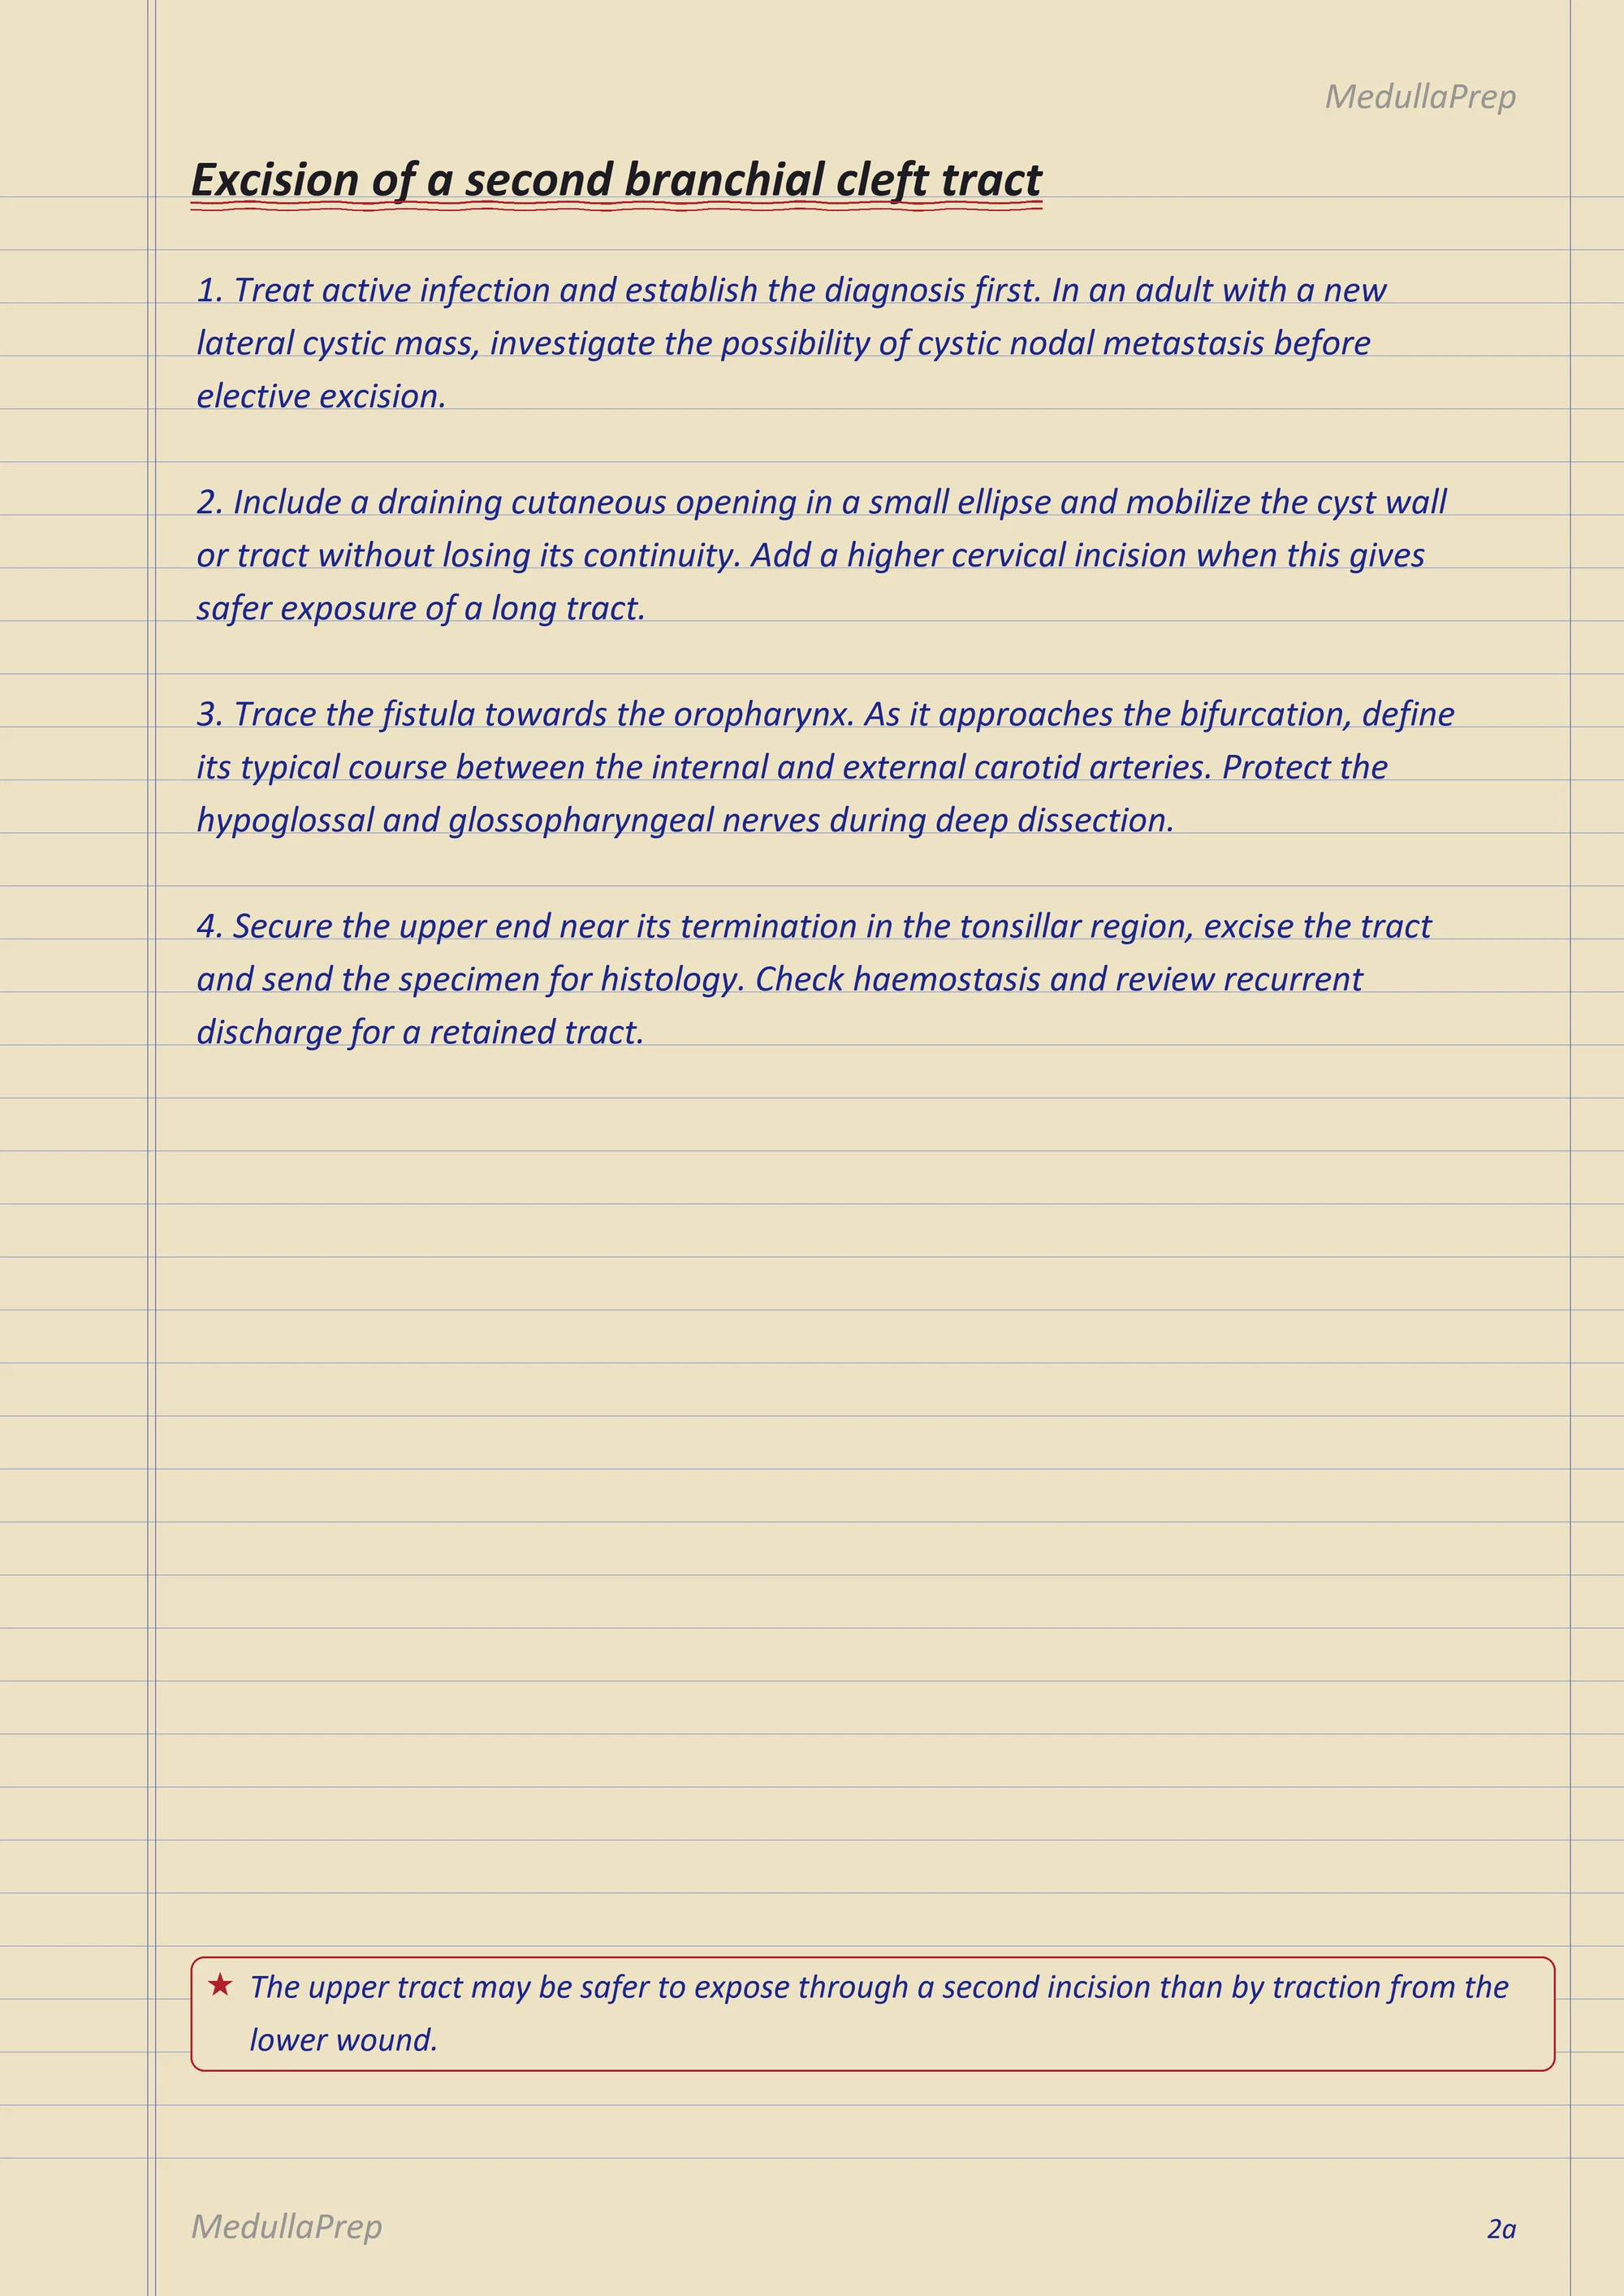 MedullaPrep
Excision of a second branchial cleft tract
1. Treat active infection and establish the diagnosis first. In an adult with a new
lateral cystic mass, investigate the possibility of cystic nodal metastasis before
elective excision.
2. Include a draining cutaneous opening in a small ellipse and mobilize the cyst wall
or tract without losing its continuity. Add a higher cervical incision when this gives
safer exposure of a long tract.
3. Trace the fistula towards the oropharynx. As it approaches the bifurcation, define
its typical course between the internal and external carotid arteries. Protect the
hypoglossal and glossopharyngeal nerves during deep dissection.
4. Secure the upper end near its termination in the tonsillar region, excise the tract
and send the specimen for histology. Check haemostasis and review recurrent
discharge for a retained tract.
★ The upper tract may be safer to expose through a second incision than by traction from the
lower wound.
MedullaPrep
2a